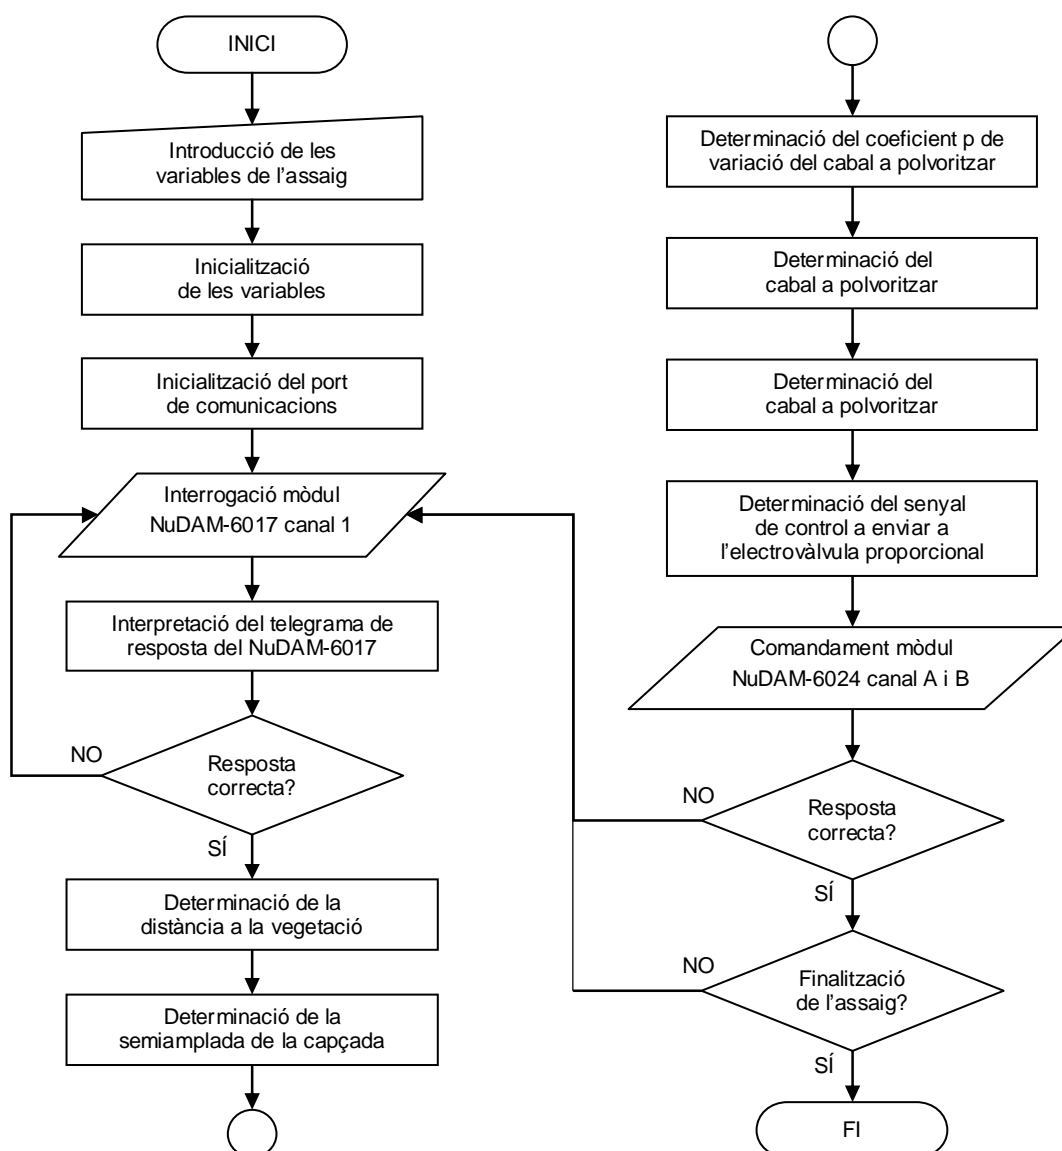 INICI
Introducció de les
variables de l'assaig
Inicialització
de les variables
Inicialització del port
de comunicacions
Interrogació mòdul
NuDAM-6017 canal 1
Interpretació del telegrama de
resposta del NuDAM-6017
NO
Resposta
correcta?
SÍ
Determinació de la
distància a la vegetació
Determinació de la
semiamplada de la capçada
Determinació del coeficient p de
variació del cabal a polvoritzar
Determinació del
cabal a polvoritzar
Determinació del
cabal a polvoritzar
Determinació del senyal
de control a enviar a
l'electrovàlvula proporcional
Comandament mòdul
NuDAM-6024 canal A i B
NO
Resposta
correcta?
SÍ
NO
Finalització
de l'assaig?
SÍ
FI